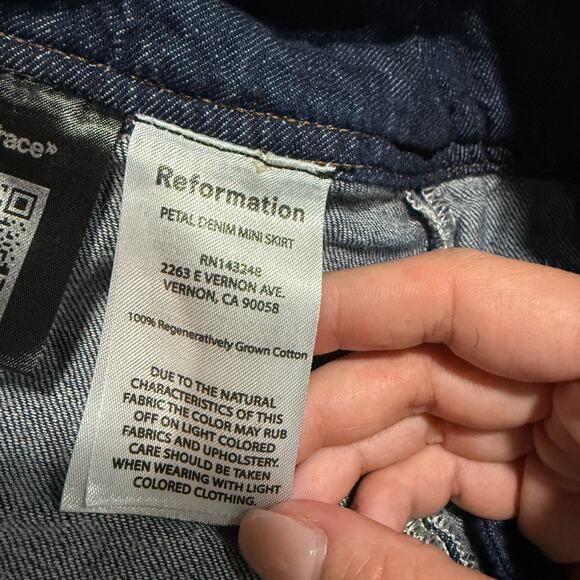 race»
Reformation
PETAL DENIM MINI SKIRT
RN143248
2263 E VERNON AVE.
VERNON, CA 90058
100% Regeneratively Grown Cotton
DUE TO THE NATURAL
CHARACTERISTICS OF THIS
FABRIC THE COLOR MAY RUB
OFF ON LIGHT COLORED
FABRICS AND UPHOLSTERY.
CARE SHOULD BE TAKEN
WHEN WEARING WITH LIGHT
COLORED CLOTHING.